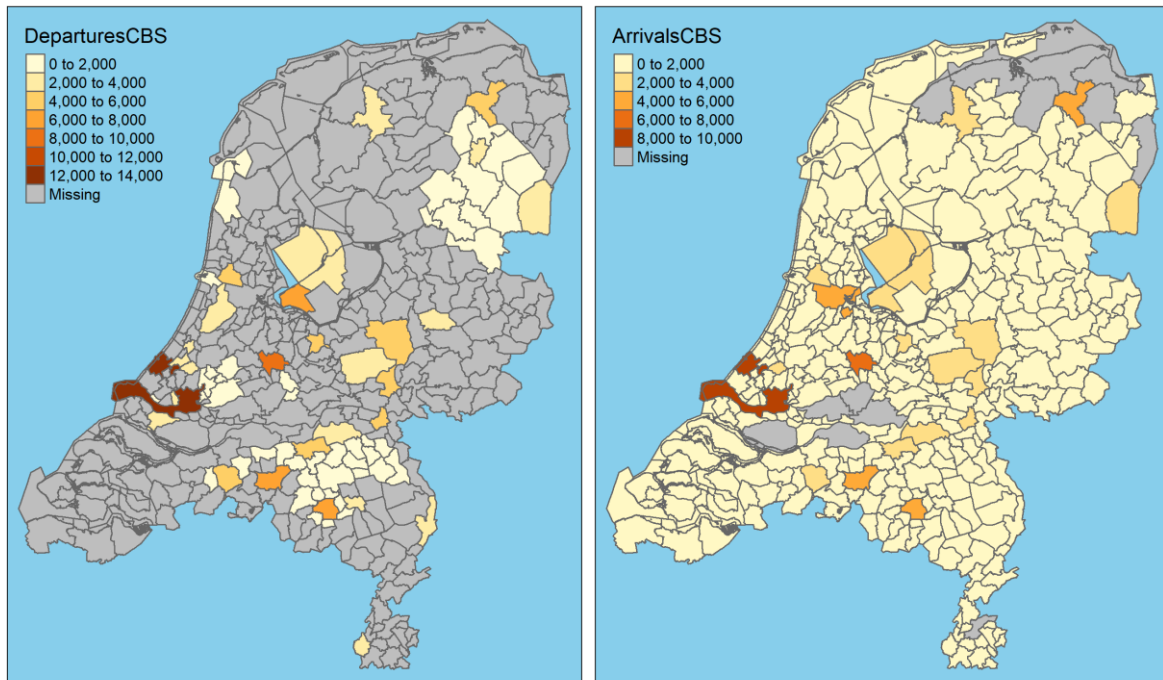 DeparturesCBS
0 to 2,000
2,000 to 4,000
4,000 to 6,000
6,000 to 8,000
8,000 to 10,000
10,000 to 12,000
12,000 to 14,000
Missing
ArrivalsCBS
0 to 2,000
2,000 to 4,000
4,000 to 6,000
6,000 to 8,000
8,000 to 10,000
Missing